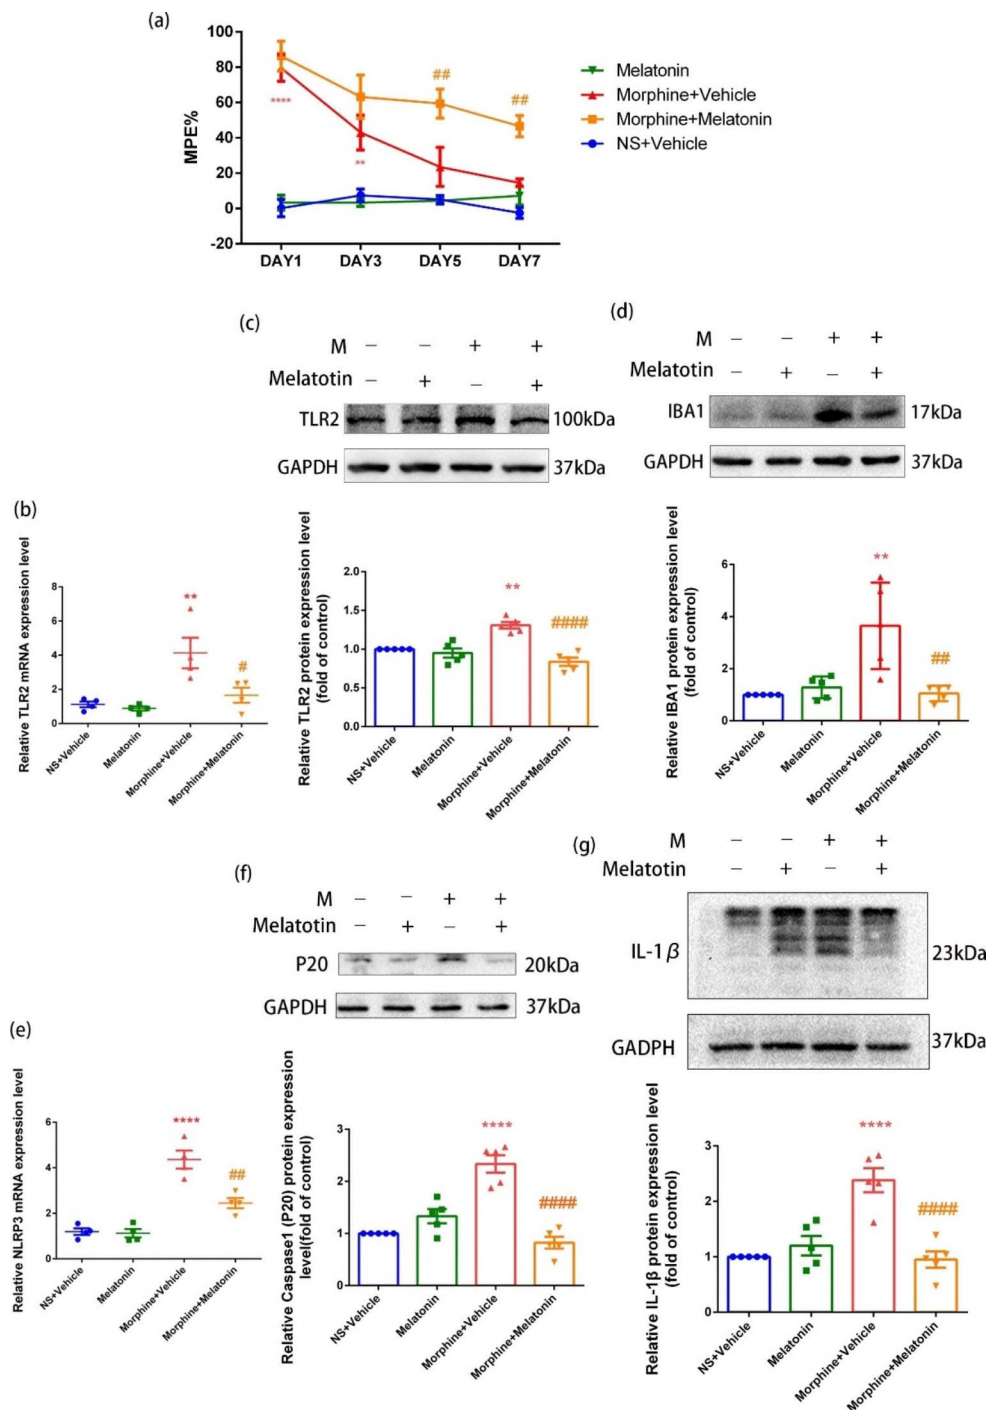 (a)
MPE%
100
80
60
40
20
0
-20
DAY1 DAY3 DAY5 DAY7
**** ** ## ##
Melatonin
Morphine+Vehicle
Morphine+Melatonin
NS+Vehicle
(c)
M – – + +
Melatotin – + – +
TLR2 100kDa
GAPDH 37kDa
(d)
M – – + +
Melatotin – + – +
IBA1 17kDa
GAPDH 37kDa
(b)
Relative TLR2 mRNA expression level
8
6
4
2
0
** #
NS+Vehicle Melatonin Morphine+Vehicle Morphine+Melatonin
Relative TLR2 protein expression level
(fold of control)
2.0
1.5
1.0
0.5
0.0
** ####
NS+Vehicle Melatonin Morphine+Vehicle Morphine+Melatonin
Relative IBA1 protein expression level
(fold of control)
6
4
2
0
** ##
NS+Vehicle Melatonin Morphine+Vehicle Morphine+Melatonin
(f)
M – – + +
Melatotin – + – +
P20 20kDa
GAPDH 37kDa
(g)
M – – + +
Melatotin – + – +
IL-1β 23kDa
GADPH 37kDa
(e)
Relative NLRP3 mRNA expression level
6
4
2
0
**** ##
NS+Vehicle Melatonin Morphine+Vehicle Morphine+Melatonin
Relative Caspase1 (P20) protein expression
level(fold of control)
3
2
1
0
**** ####
NS+Vehicle Melatonin Morphine+Vehicle Morphine+Melatonin
Relative IL-1β protein expression level
(fold of control)
3
2
1
0
**** ####
NS+Vehicle Melatonin Morphine+Vehicle Morphine+Melatonin